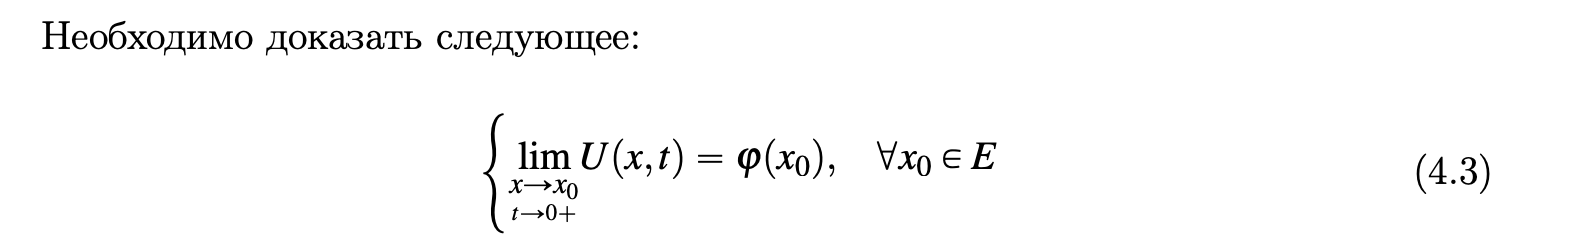 Необходимо доказать следующее:
{ lim U(x,t) = φ(x₀), ∀x₀ ∈ E (4.3)
x→x₀
t→0+